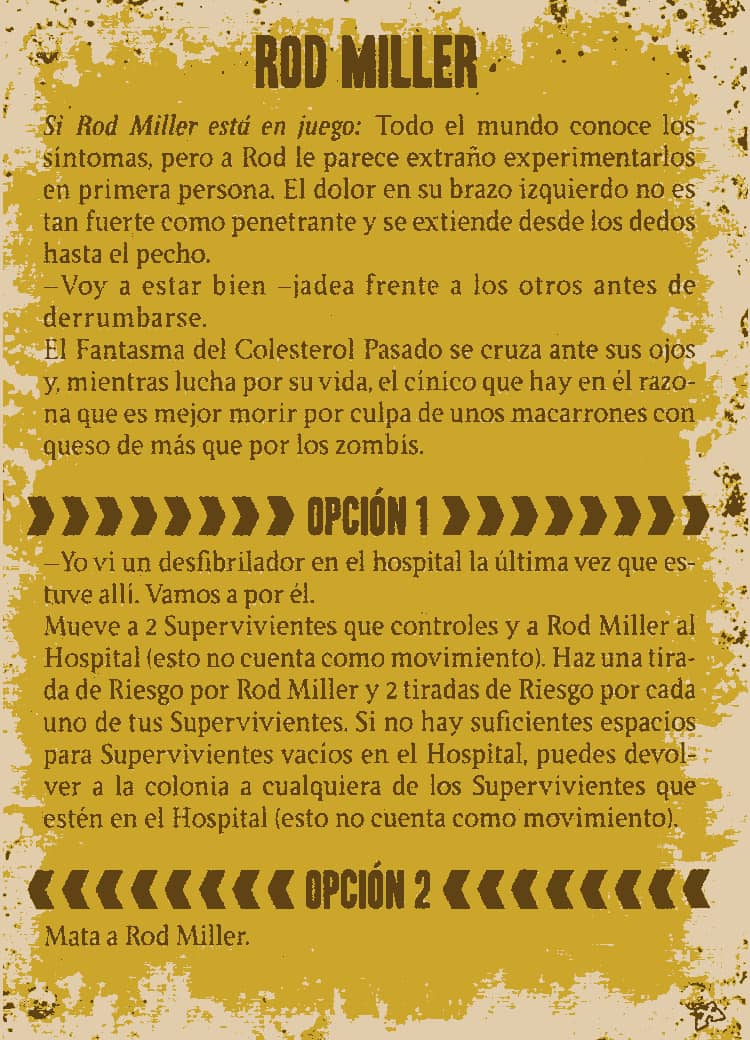 ROD MILLER
Si Rod Miller está en juego: Todo el mundo conoce los
síntomas, pero a Rod le parece extraño experimentarlos
en primera persona. El dolor en su brazo izquierdo no es
tan fuerte como penetrante y se extiende desde los dedos
hasta el pecho.
–Voy a estar bien –jadea frente a los otros antes de
derrumbarse.
El Fantasma del Colesterol Pasado se cruza ante sus ojos
y, mientras lucha por su vida, el cínico que hay en él razo-
na que es mejor morir por culpa de unos macarrones con
queso de más que por los zombis.
OPCIÓN 1
–Yo vi un desfibrilador en el hospital la última vez que es-
tuve allí. Vamos a por él.
Mueve a 2 Supervivientes que controles y a Rod Miller al
Hospital (esto no cuenta como movimiento). Haz una tira-
da de Riesgo por Rod Miller y 2 tiradas de Riesgo por cada
uno de tus Supervivientes. Si no hay suficientes espacios
para Supervivientes vacíos en el Hospital, puedes devol-
ver a la colonia a cualquiera de los Supervivientes que
estén en el Hospital (esto no cuenta como movimiento).
OPCIÓN 2
Mata a Rod Miller.